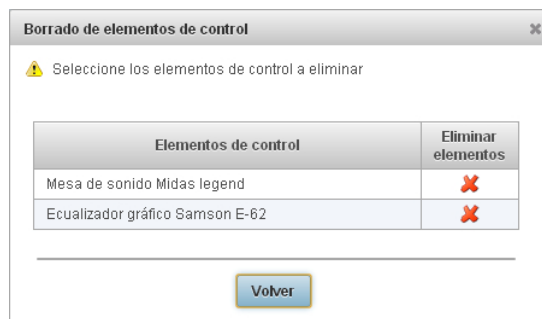 Borrado de elementos de control
Seleccione los elementos de control a eliminar
Elementos de control
Eliminar
elementos
Mesa de sonido Midas legend
Ecualizador gráfico Samson E-62
Volver